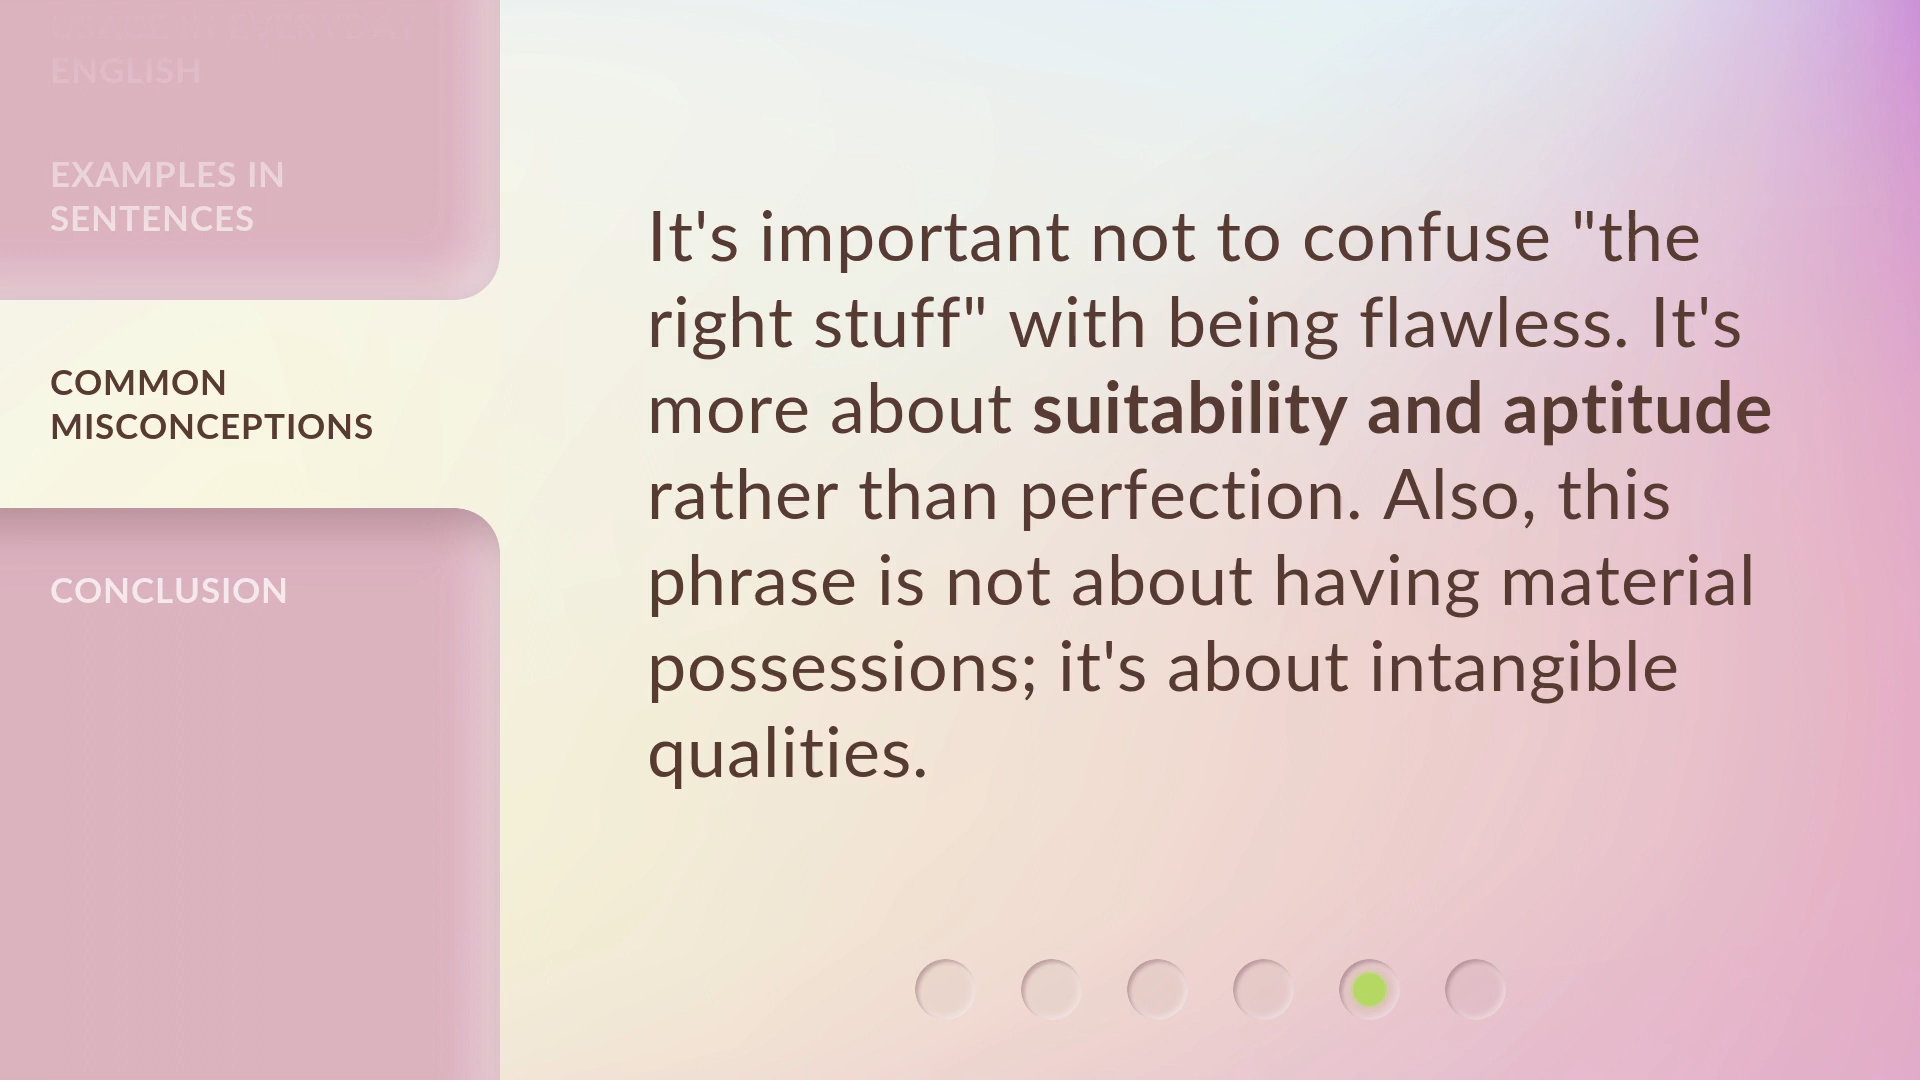 ENGLISH
EXAMPLES IN
SENTENCES
COMMON
MISCONCEPTIONS
CONCLUSION
It's important not to confuse "the
right stuff" with being flawless. It's
more about suitability and aptitude
rather than perfection. Also, this
phrase is not about having material
possessions; it's about intangible
qualities.